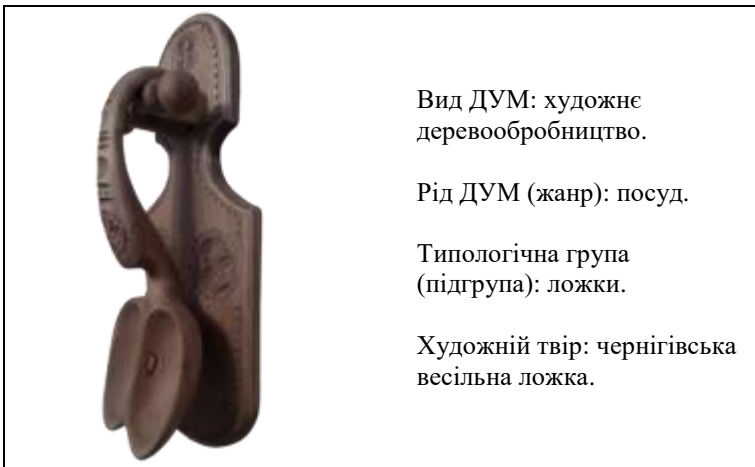 Вид ДУМ: художнє
деревообробництво.
Рід ДУМ (жанр): посуд.
Типологічна група
(підгрупа): ложки.
Художній твір: чернігівська
весільна ложка.